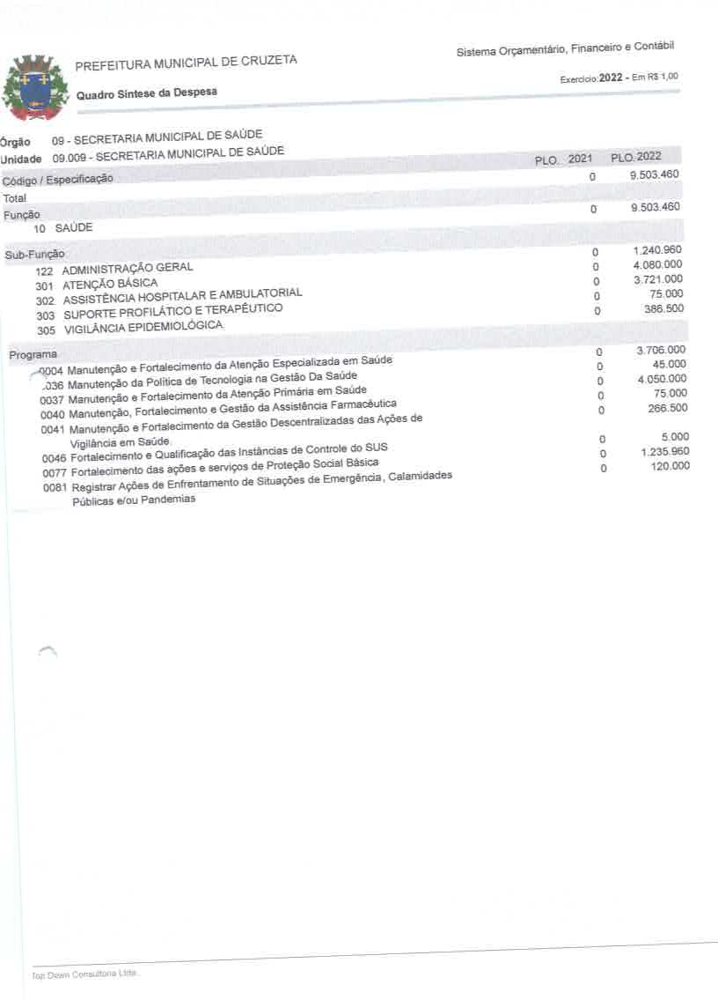 PREFEITURA MUNICIPAL DE CRUZETA
Sistema Orçamentário, Financeiro e Contábil
Quadro Síntese da Despesa
Exercício:2022 - Em R$ 1,00
Órgão 09 - SECRETARIA MUNICIPAL DE SAÚDE
Unidade 09.009 - SECRETARIA MUNICIPAL DE SAÚDE
Código / Especificação PLO. 2021 PLO.2022
Total 0 9.503.460
Função
10 SAÚDE 0 9.503.460
Sub-Função
122 ADMINISTRAÇÃO GERAL 0 1.240.960
301 ATENÇÃO BÁSICA 0 4.080.000
302 ASSISTÊNCIA HOSPITALAR E AMBULATORIAL 0 3.721.000
303 SUPORTE PROFILÁTICO E TERAPÊUTICO 0 75.000
305 VIGILÂNCIA EPIDEMIOLÓGICA 0 386.500
Programa
0004 Manutenção e Fortalecimento da Atenção Especializada em Saúde 0 3.706.000
036 Manutenção da Política de Tecnologia na Gestão Da Saúde 0 45.000
0037 Manutenção e Fortalecimento da Atenção Primária em Saúde 0 4.050.000
0040 Manutenção, Fortalecimento e Gestão da Assistência Farmacêutica 0 75.000
0041 Manutenção e Fortalecimento da Gestão Descentralizadas das Ações de 0 266.500
Vigilância em Saúde.
0046 Fortalecimento e Qualificação das Instâncias de Controle do SUS 0 5.000
0077 Fortalecimento das ações e serviços de Proteção Social Básica 0 1.235.960
0081 Registrar Ações de Enfrentamento de Situações de Emergência, Calamidades 0 120.000
Públicas e/ou Pandemias
Top Down Consultoria Ltda.